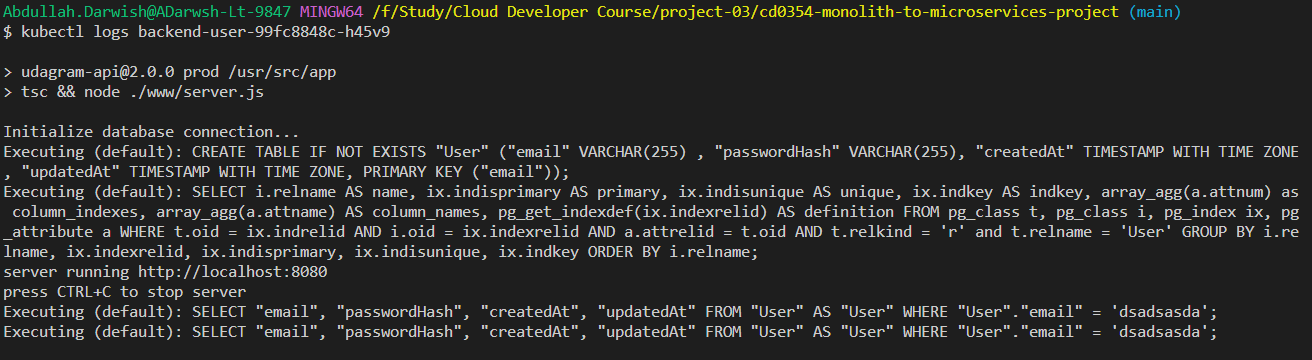 Abdullah.Darwish@ADarwsh-Lt-9847 MINGW64 /f/Study/Cloud Developer Course/project-03/cd0354-monolith-to-microservices-project (main)
$ kubectl logs backend-user-99fc8848c-h45v9
> udagram-api@2.0.0 prod /usr/src/app
> tsc && node ./www/server.js
Initialize database connection...
Executing (default): CREATE TABLE IF NOT EXISTS "User" ("email" VARCHAR(255) , "passwordHash" VARCHAR(255), "createdAt" TIMESTAMP WITH TIME ZONE
, "updatedAt" TIMESTAMP WITH TIME ZONE, PRIMARY KEY ("email"));
Executing (default): SELECT i.relname AS name, ix.indisprimary AS primary, ix.indisunique AS unique, ix.indkey AS indkey, array_agg(a.attnum) as
column_indexes, array_agg(a.attname) AS column_names, pg_get_indexdef(ix.indexrelid) AS definition FROM pg_class t, pg_class i, pg_index ix, pg
_attribute a WHERE t.oid = ix.indrelid AND i.oid = ix.indexrelid AND a.attrelid = t.oid AND t.relkind = 'r' and t.relname = 'User' GROUP BY i.re
lname, ix.indexrelid, ix.indisprimary, ix.indisunique, ix.indkey ORDER BY i.relname;
server running http://localhost:8080
press CTRL+C to stop server
Executing (default): SELECT "email", "passwordHash", "createdAt", "updatedAt" FROM "User" AS "User" WHERE "User"."email" = 'dsadsasda';
Executing (default): SELECT "email", "passwordHash", "createdAt", "updatedAt" FROM "User" AS "User" WHERE "User"."email" = 'dsadsasda';